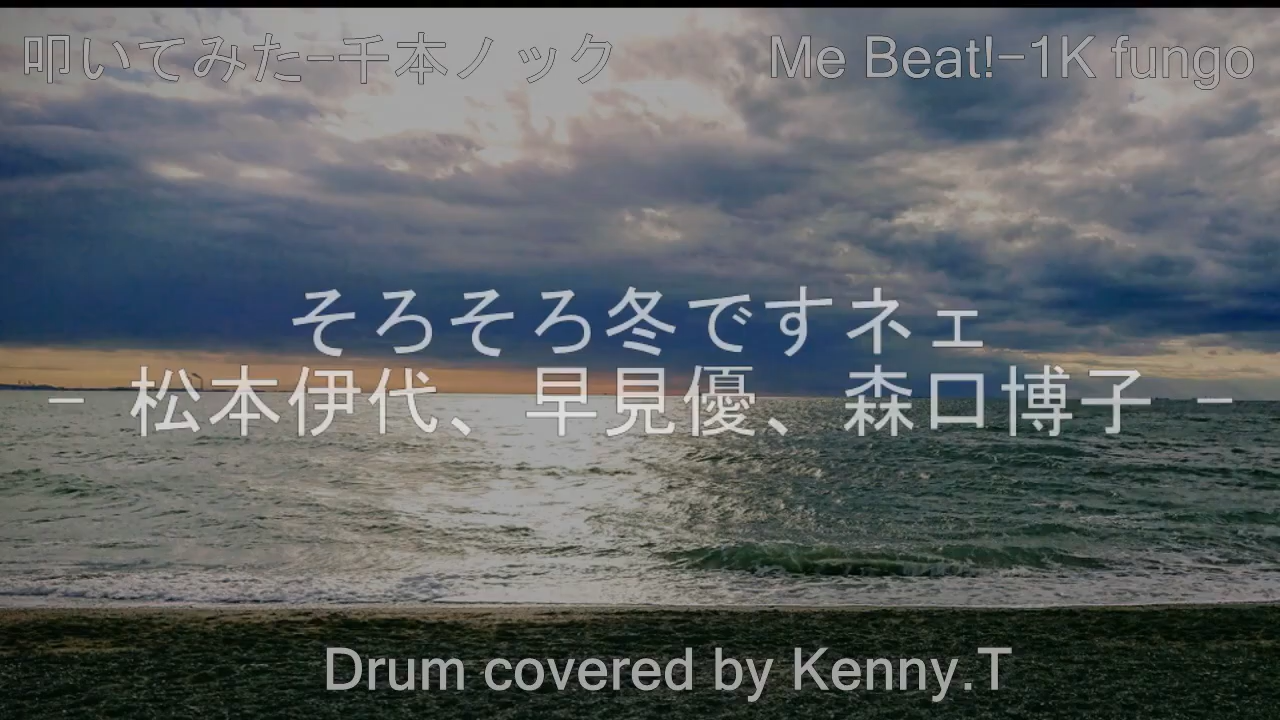 叩いてみた-千本ノック
Me Beat!-1K fungo
そろそろ冬ですネェ
- 松本伊代、早見優、森口博子 -
Drum covered by Kenny.T